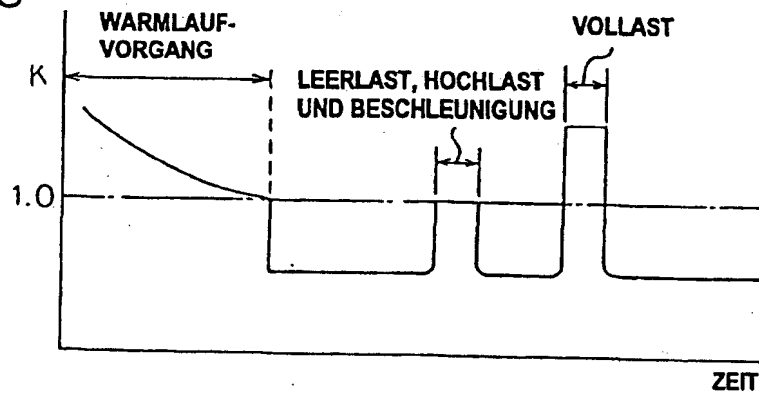 WARMLAUF-
VORGANG
VOLLAST
K
LEERLAST, HOCHLAST
UND BESCHLEUNIGUNG
1.0
ZEIT